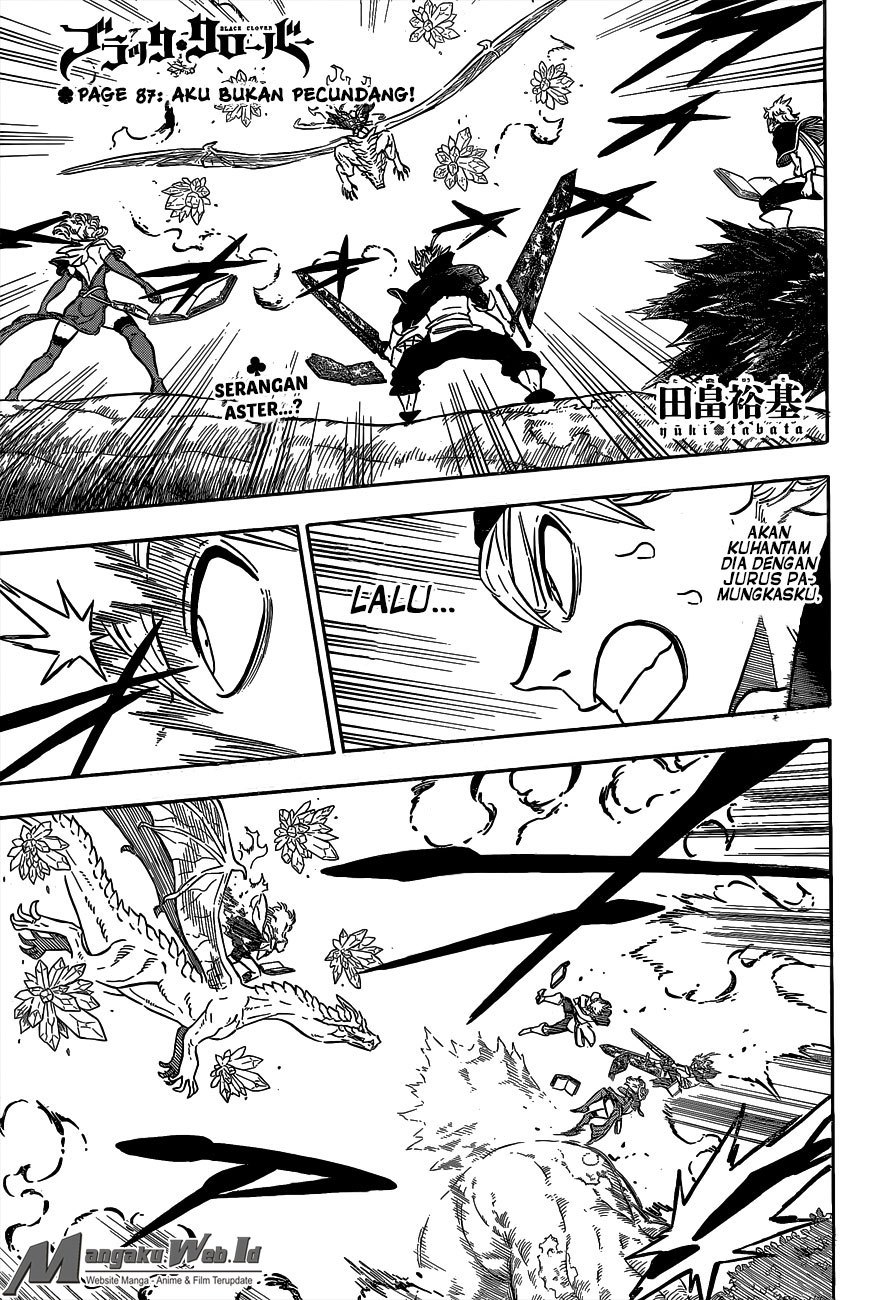 ブラック・クローバー
BLACK CLOVER
PAGE 87: AKU BUKAN PECUNDANG!
SERANGAN
ASTER...?
田畠裕基
yūki tabata
AKAN
KUHANTAM
DIA DENGAN
JURUS PA-
MUNGKASKU,
LALU...
MangakuWeb.Id
Website Manga - Anime & Film Terupdate